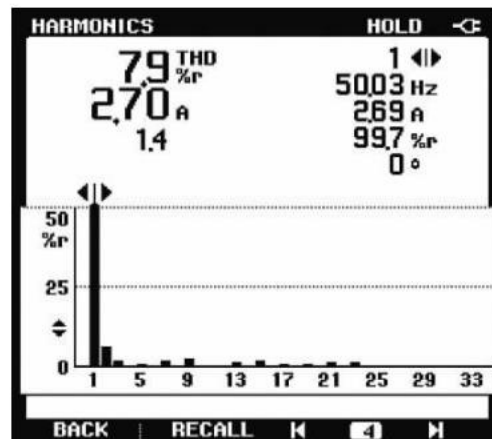 HARMONICS HOLD
7.9 THD %r
2.70 A
1.4
1
50.03 Hz
2.69 A
99.7 %r
0 °
50
%r
25
0
1 5 9 13 17 21 25 29 33
BACK RECALL 4